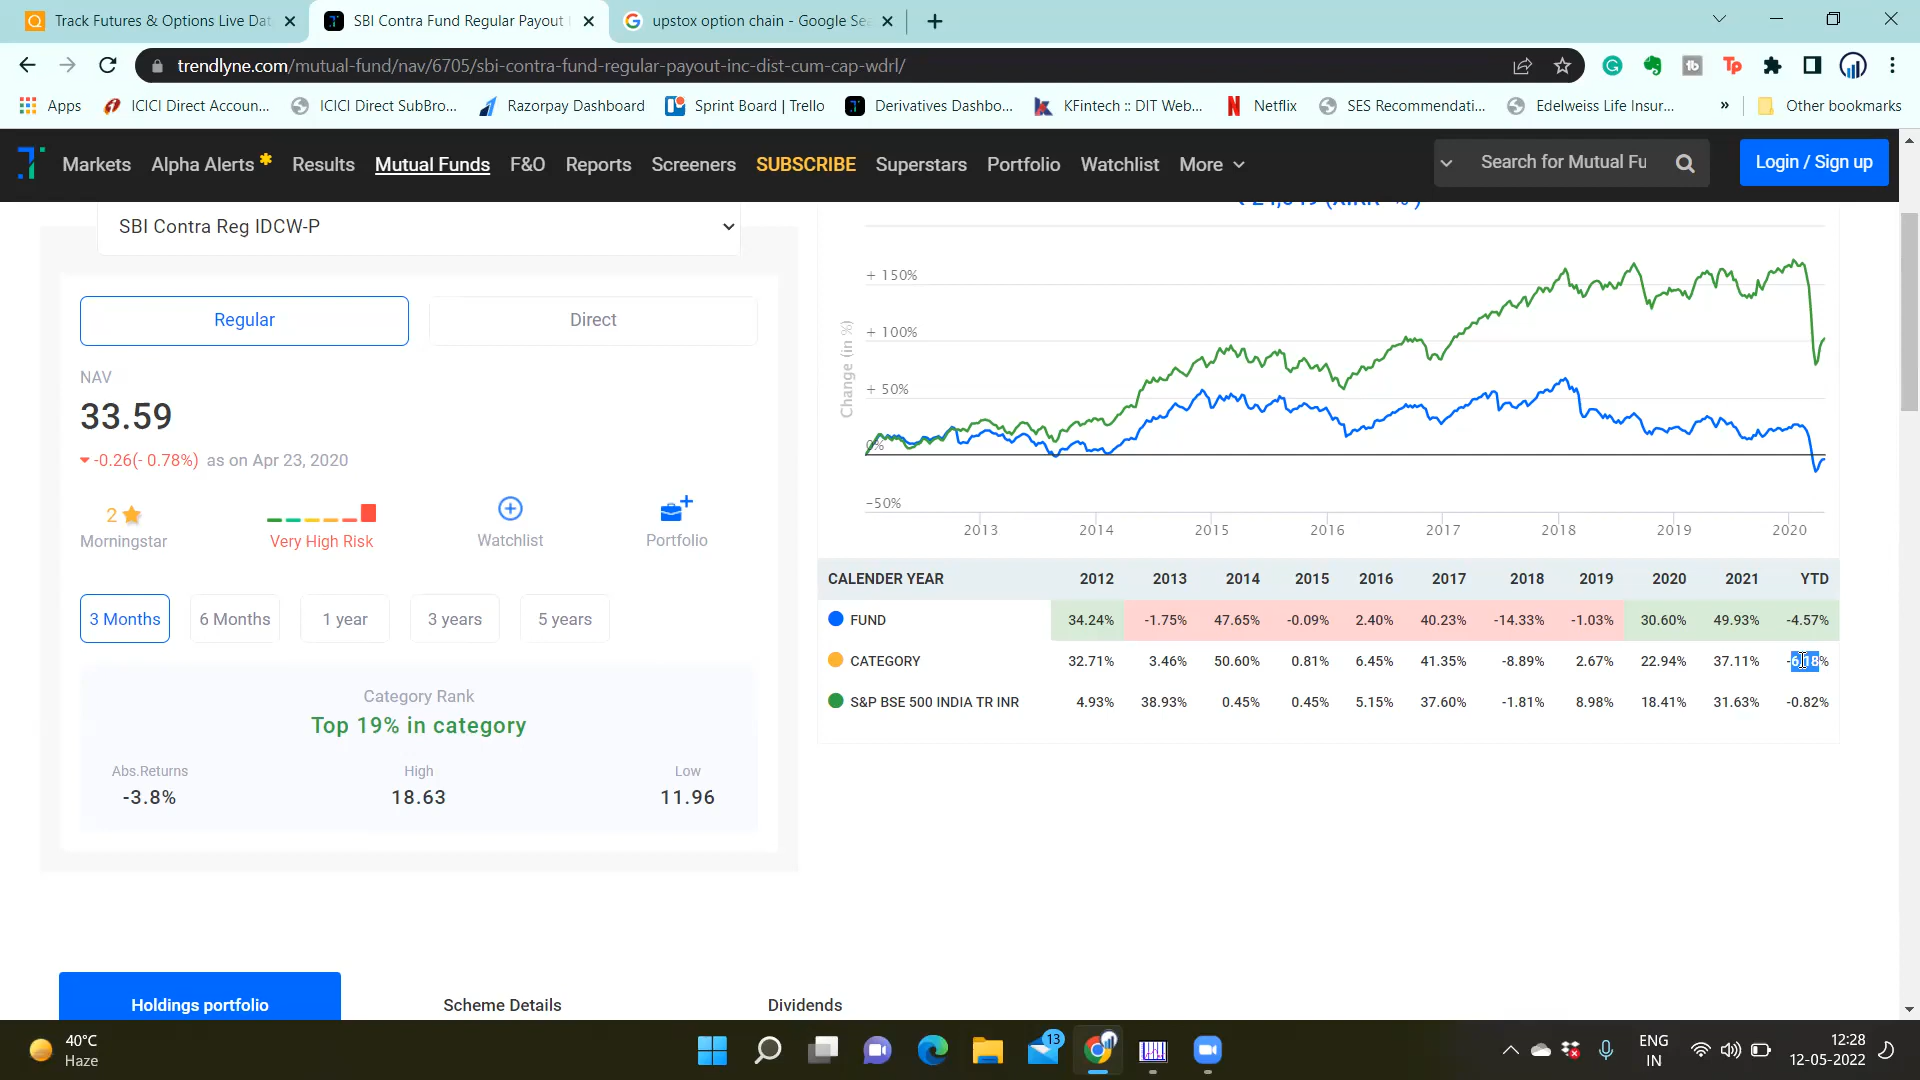 Track Futures & Options Live Dat
SBI Contra Fund Regular Payout
upstox option chain - Google Sea
trendlyne.com/mutual-fund/nav/6705/sbi-contra-fund-regular-payout-inc-dist-cum-cap-wdrl/
Apps ICICI Direct Accoun... ICICI Direct SubBro... Razorpay Dashboard Sprint Board | Trello Derivatives Dashbo... KFintech :: DIT Web... Netflix SES Recommendati... Edelweiss Life Insur... » Other bookmarks
Markets Alpha Alerts Results Mutual Funds F&O Reports Screeners SUBSCRIBE Superstars Portfolio Watchlist More Search for Mutual Fu Login / Sign up
SBI Contra Reg IDCW-P
Regular Direct
NAV
33.59
-0.26(- 0.78%) as on Apr 23, 2020
2
Morningstar
Very High Risk
Watchlist
Portfolio
3 Months 6 Months 1 year 3 years 5 years
Category Rank
Top 19% in category
Abs.Returns High Low
-3.8% 18.63 11.96
Change (in %)
+ 150%
+ 100%
+ 50%
0%
-50%
2013 2014 2015 2016 2017 2018 2019 2020
CALENDER YEAR 2012 2013 2014 2015 2016 2017 2018 2019 2020 2021 YTD
FUND 34.24% -1.75% 47.65% -0.09% 2.40% 40.23% -14.33% -1.03% 30.60% 49.93% -4.57%
CATEGORY 32.71% 3.46% 50.60% 0.81% 6.45% 41.35% -8.89% 2.67% 22.94% 37.11% -6.18%
S&P BSE 500 INDIA TR INR 4.93% 38.93% 0.45% 0.45% 5.15% 37.60% -1.81% 8.98% 18.41% 31.63% -0.82%
Holdings portfolio Scheme Details Dividends
40°C
Haze
13
ENG
IN
12:28
12-05-2022